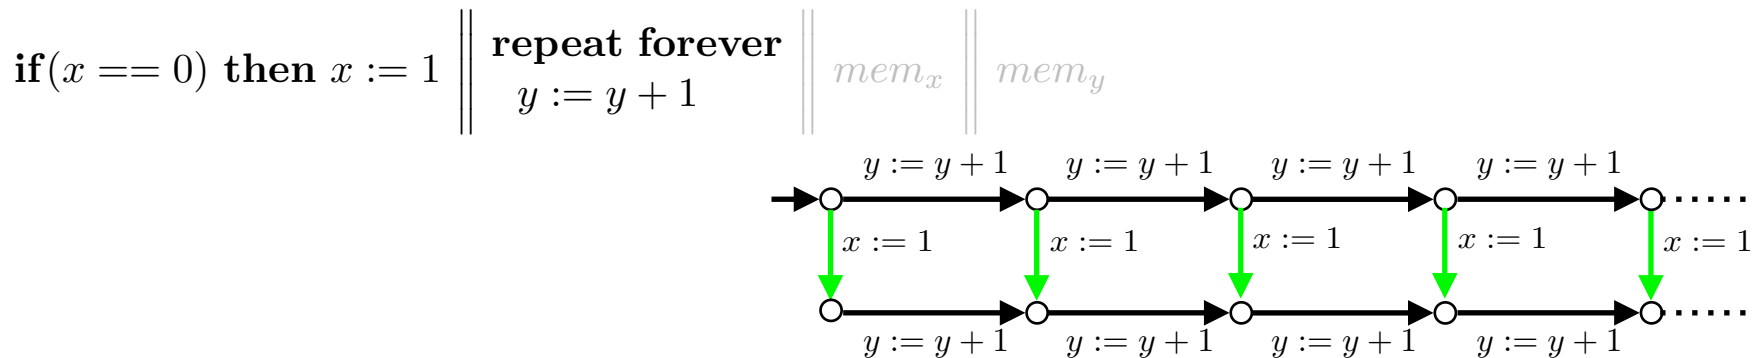 if(x == 0) then x := 1 ‖ repeat forever ‖ mem_x ‖ mem_y
y := y + 1
y := y + 1 y := y + 1 y := y + 1 y := y + 1
x := 1 x := 1 x := 1 x := 1 x := 1
y := y + 1 y := y + 1 y := y + 1 y := y + 1